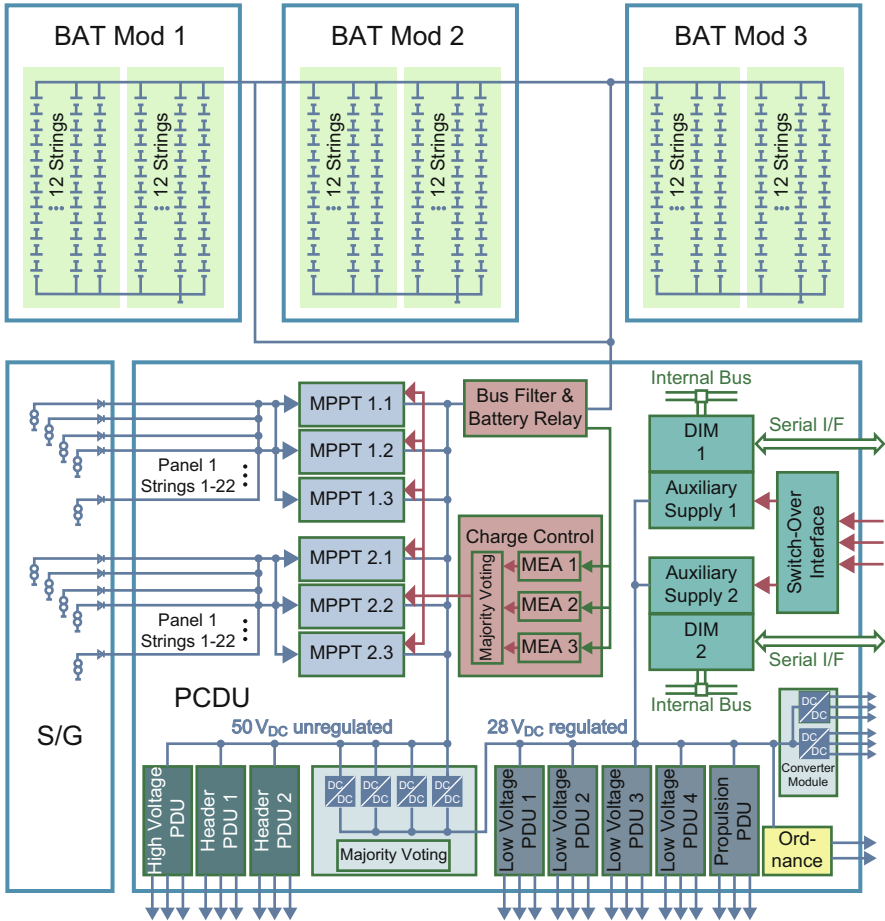 BAT Mod 1
BAT Mod 2
BAT Mod 3
12 Strings
12 Strings
12 Strings
12 Strings
12 Strings
12 Strings
S/G
Panel 1
Strings 1-22
Panel 1
Strings 1-22
PCDU
MPPT 1.1
MPPT 1.2
MPPT 1.3
MPPT 2.1
MPPT 2.2
MPPT 2.3
Bus Filter &
Battery Relay
Charge Control
Majority Voting
MEA 1
MEA 2
MEA 3
Internal Bus
DIM
1
Serial I/F
Auxiliary
Supply 1
Switch-Over
Interface
Auxiliary
Supply 2
DIM
2
Serial I/F
Internal Bus
50 VDC unregulated
28 VDC regulated
High Voltage
PDU
Header
PDU 1
Header
PDU 2
DC/DC
DC/DC
DC/DC
DC/DC
Majority Voting
Low Voltage
PDU 1
Low Voltage
PDU 2
Low Voltage
PDU 3
Low Voltage
PDU 4
Propulsion
PDU
DC/DC
DC/DC
Converter
Module
Ord-
nance